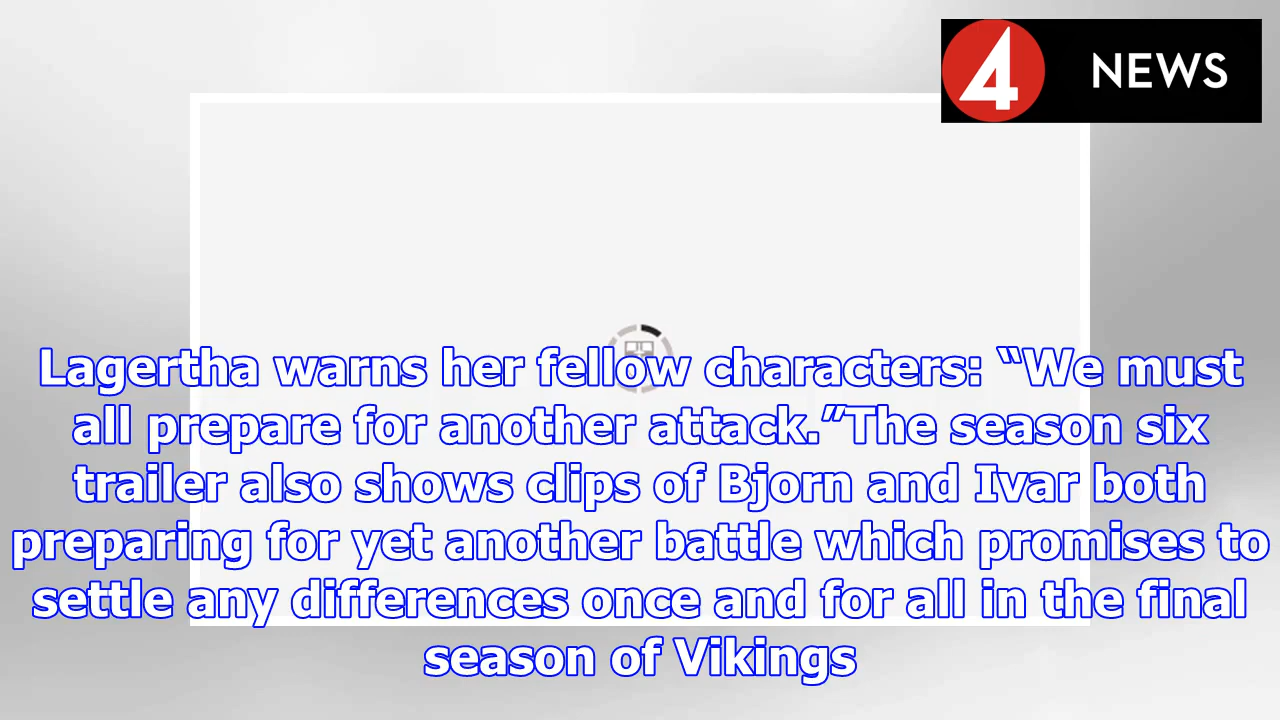 4 NEWS
Lagertha warns her fellow characters: “We must
all prepare for another attack.”The season six
trailer also shows clips of Bjorn and Ivar both
preparing for yet another battle which promises to
settle any differences once and for all in the final
season of Vikings